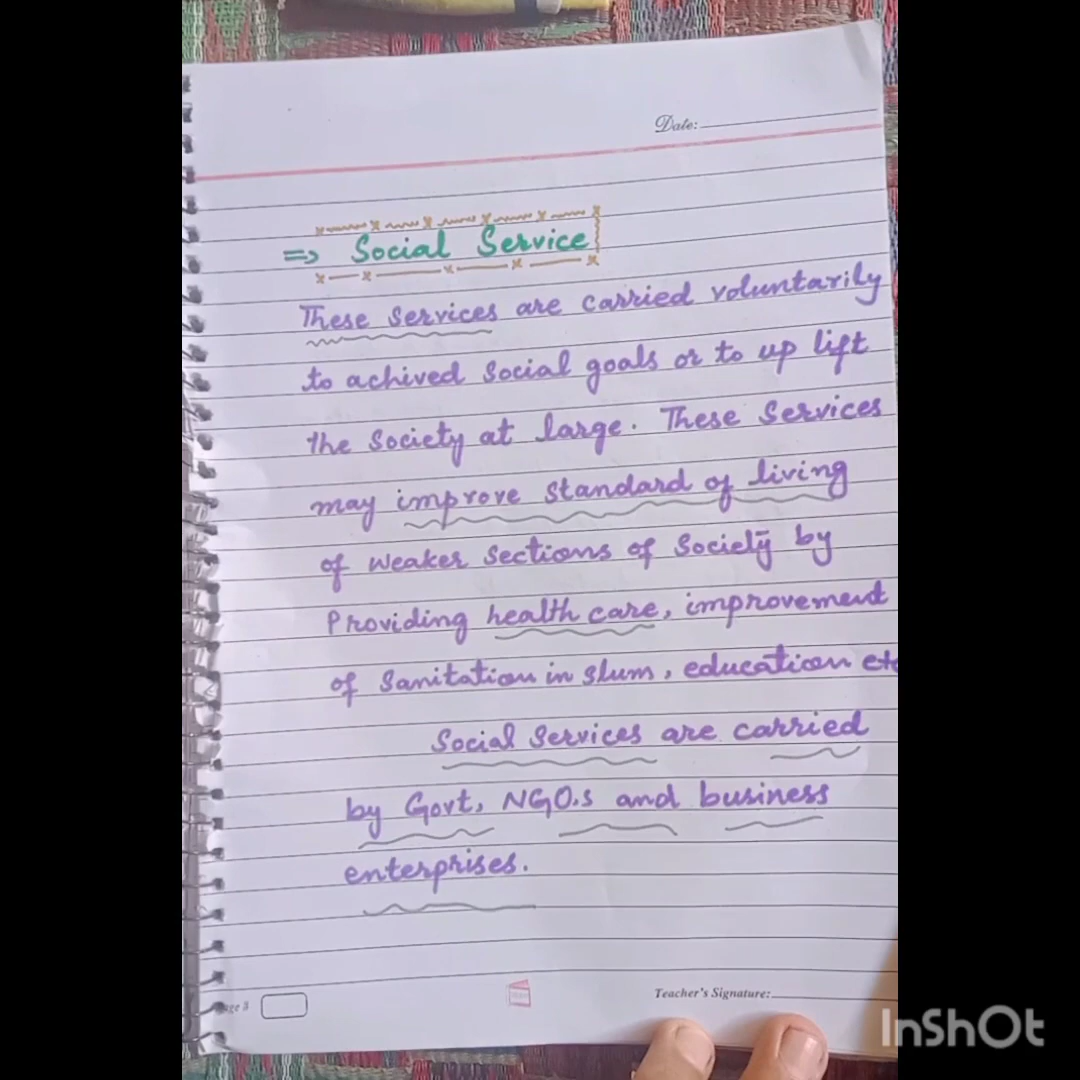 Date:
=> Social Service
These services are carried voluntarily
to achived social goals or to up lift
the society at large. These services
may improve standard of living
of weaker sections of society by
Providing health care, improvement
of sanitation in slum, education etc
Social services are carried
by Govt, NGO.s and business
enterprises.
ge 3
Teacher's Signature:
InShOt